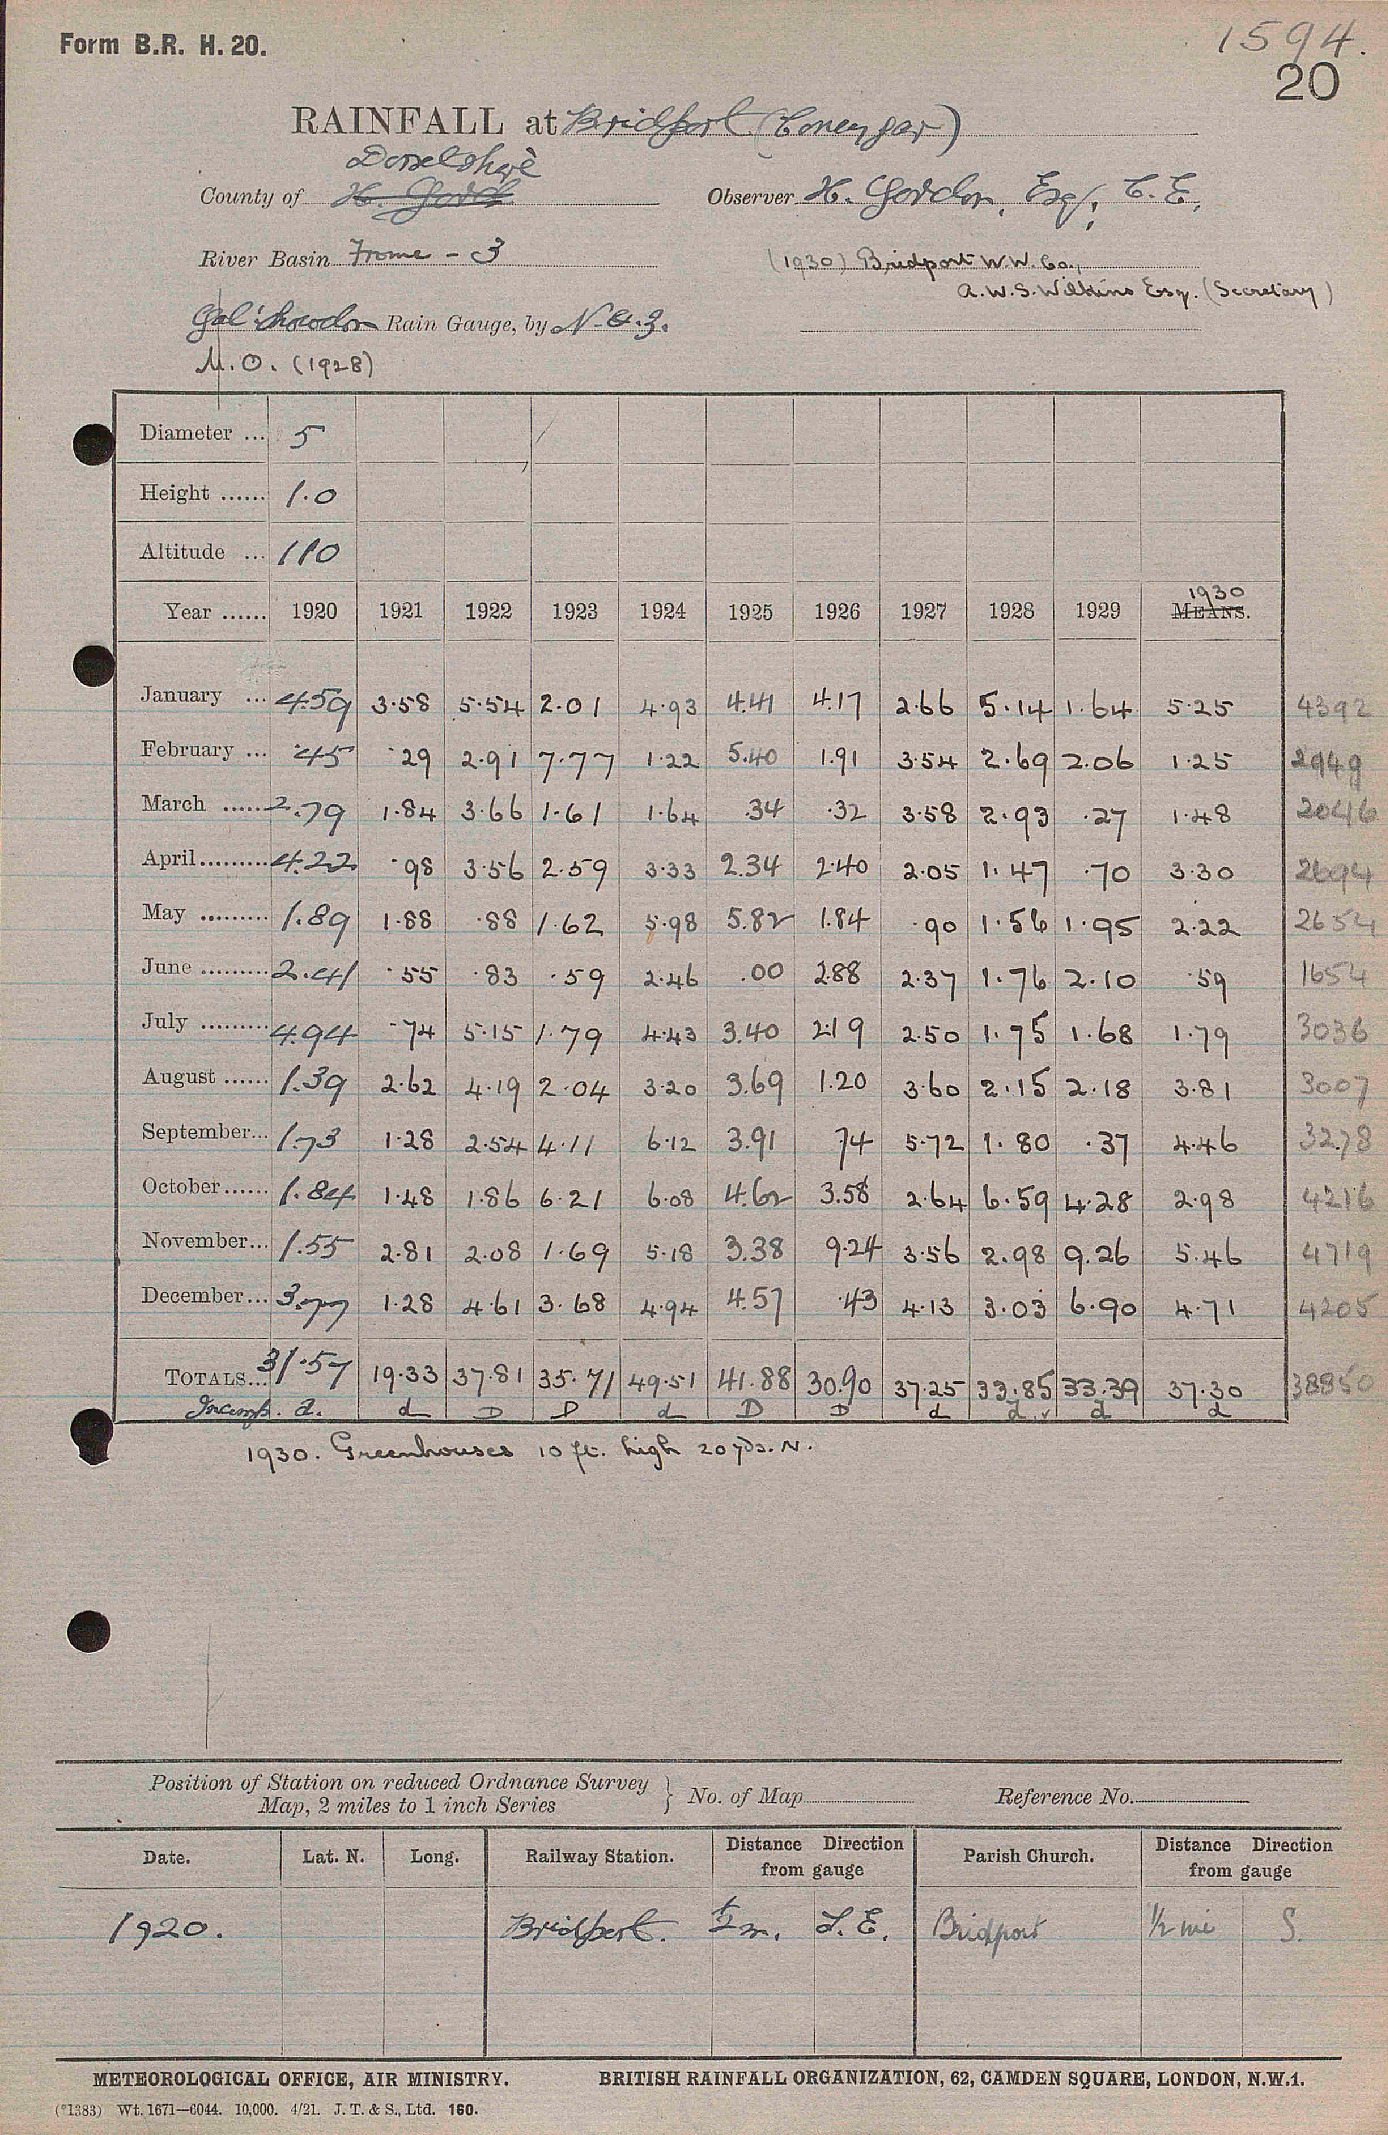 Form B.R. H. 20.
1594.
20
RAINFALL at Bridport (Coneygar)
Dorsetshire
County of H. Gordon Observer H. Gordon, Esq., C.E.,
River Basin Frome - 3 (1930) Bridport W.W. Co.,
A.W.S. Wilkins Esq. (Secretary)
Rain Gauge, by N. & Z.
M.O. (1928)
Diameter ... 5
Height ...... 1.0
Altitude ... 110
Year ...... 1920 1921 1922 1923 1924 1925 1926 1927 1928 1929 1930 MEANS.
January ... 4.59 3.58 5.54 2.01 4.93 4.41 4.17 2.66 5.14 1.64 5.25 4392
February ... .45 .29 2.91 7.77 1.22 5.40 1.91 3.54 2.69 2.06 1.25 2949
March ...... 2.79 1.84 3.66 1.61 1.64 .34 .32 3.58 2.93 .27 1.48 2046
April......... 4.22 .98 3.56 2.59 3.33 2.34 2.40 2.05 1.47 .70 3.30 2694
May ......... 1.89 1.88 .88 1.62 5.98 5.82 1.84 .90 1.56 1.95 2.22 2654
June ......... 2.41 .55 .83 .59 2.46 .00 2.88 2.37 1.76 2.10 .59 1654
July ......... 4.94 .74 5.15 1.79 4.43 3.40 2.19 2.50 1.75 1.68 1.79 3036
August ...... 1.39 2.62 4.19 2.04 3.20 3.69 1.20 3.60 2.15 2.18 3.81 3007
September... 1.73 1.28 2.54 4.11 6.12 3.91 74 5.72 1.80 .37 4.46 3278
October...... 1.84 1.48 1.86 6.21 6.08 4.62 3.58 2.64 6.59 4.28 2.98 4216
November... 1.55 2.81 2.08 1.69 5.18 3.38 9.24 3.56 2.98 9.26 5.46 4719
December... 3.77 1.28 4.61 3.68 4.94 4.57 .43 4.13 3.03 6.90 4.71 4205
TOTALS... 31.57 19.33 37.81 35.71 49.51 41.88 30.90 37.25 33.85 33.39 37.30 38850
d. d D D d D D d d. d d
1930. Greenhouses 10 ft. high 20 yds. N.
Position of Station on reduced Ordnance Survey
Map, 2 miles to 1 inch Series } No. of Map Reference No.
Date. Lat. N. Long. Railway Station. Distance Direction from gauge Parish Church. Distance Direction from gauge
1920. Bridport. ½ m. S.E. Bridport ½ mi S.
METEOROLOGICAL OFFICE, AIR MINISTRY. BRITISH RAINFALL ORGANIZATION, 62, CAMDEN SQUARE, LONDON, N.W.1.
(*1383) Wt. 1671—6044. 10,000. 4/21. J. T. & S., Ltd. 160.